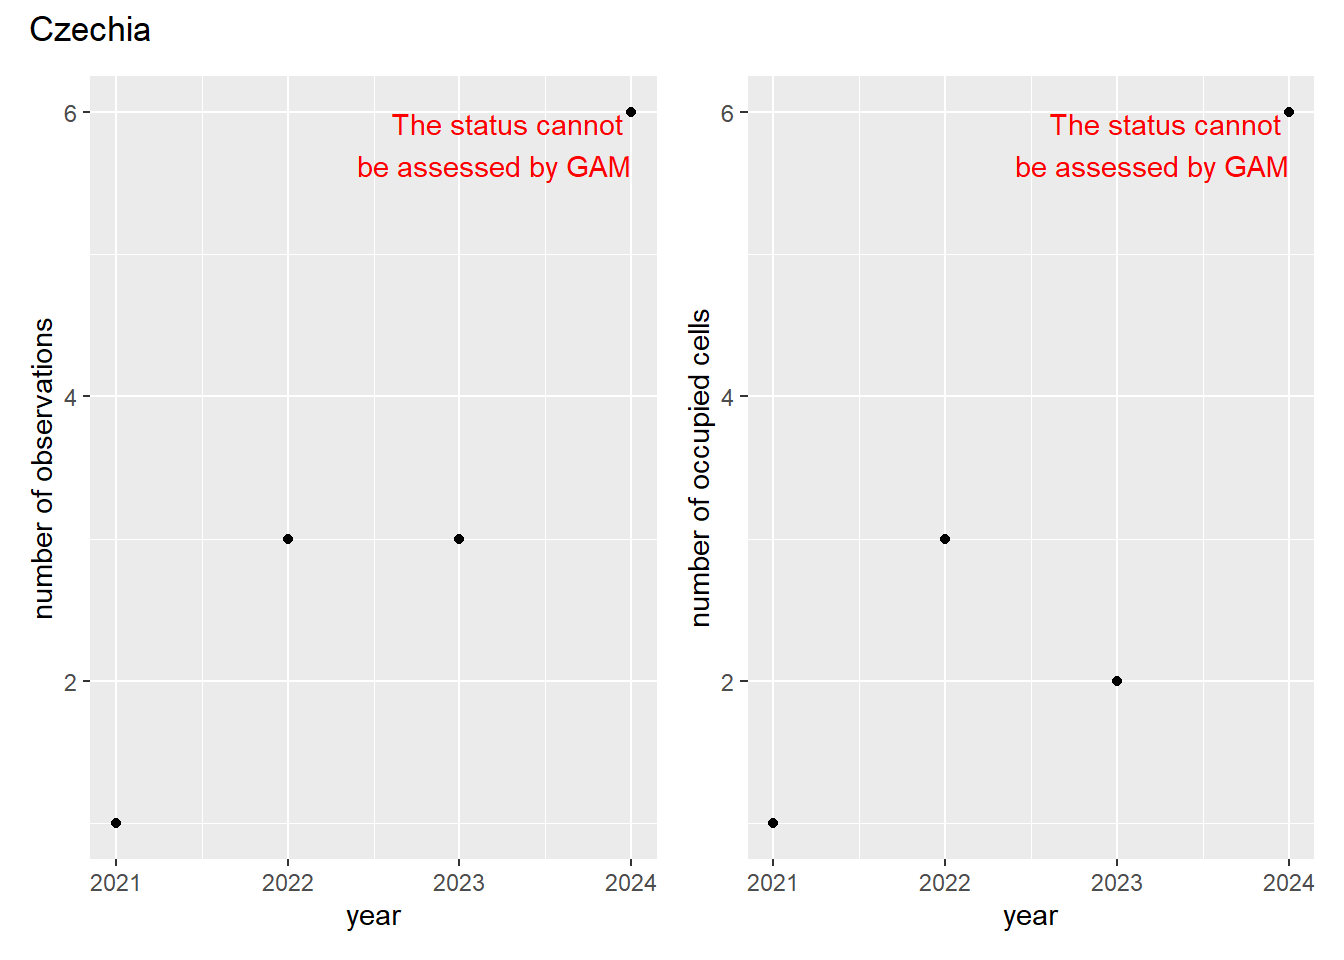 Czechia
number of observations
6
4
2
The status cannot
be assessed by GAM
2021 2022 2023 2024
year
number of occupied cells
6
4
2
The status cannot
be assessed by GAM
2021 2022 2023 2024
year